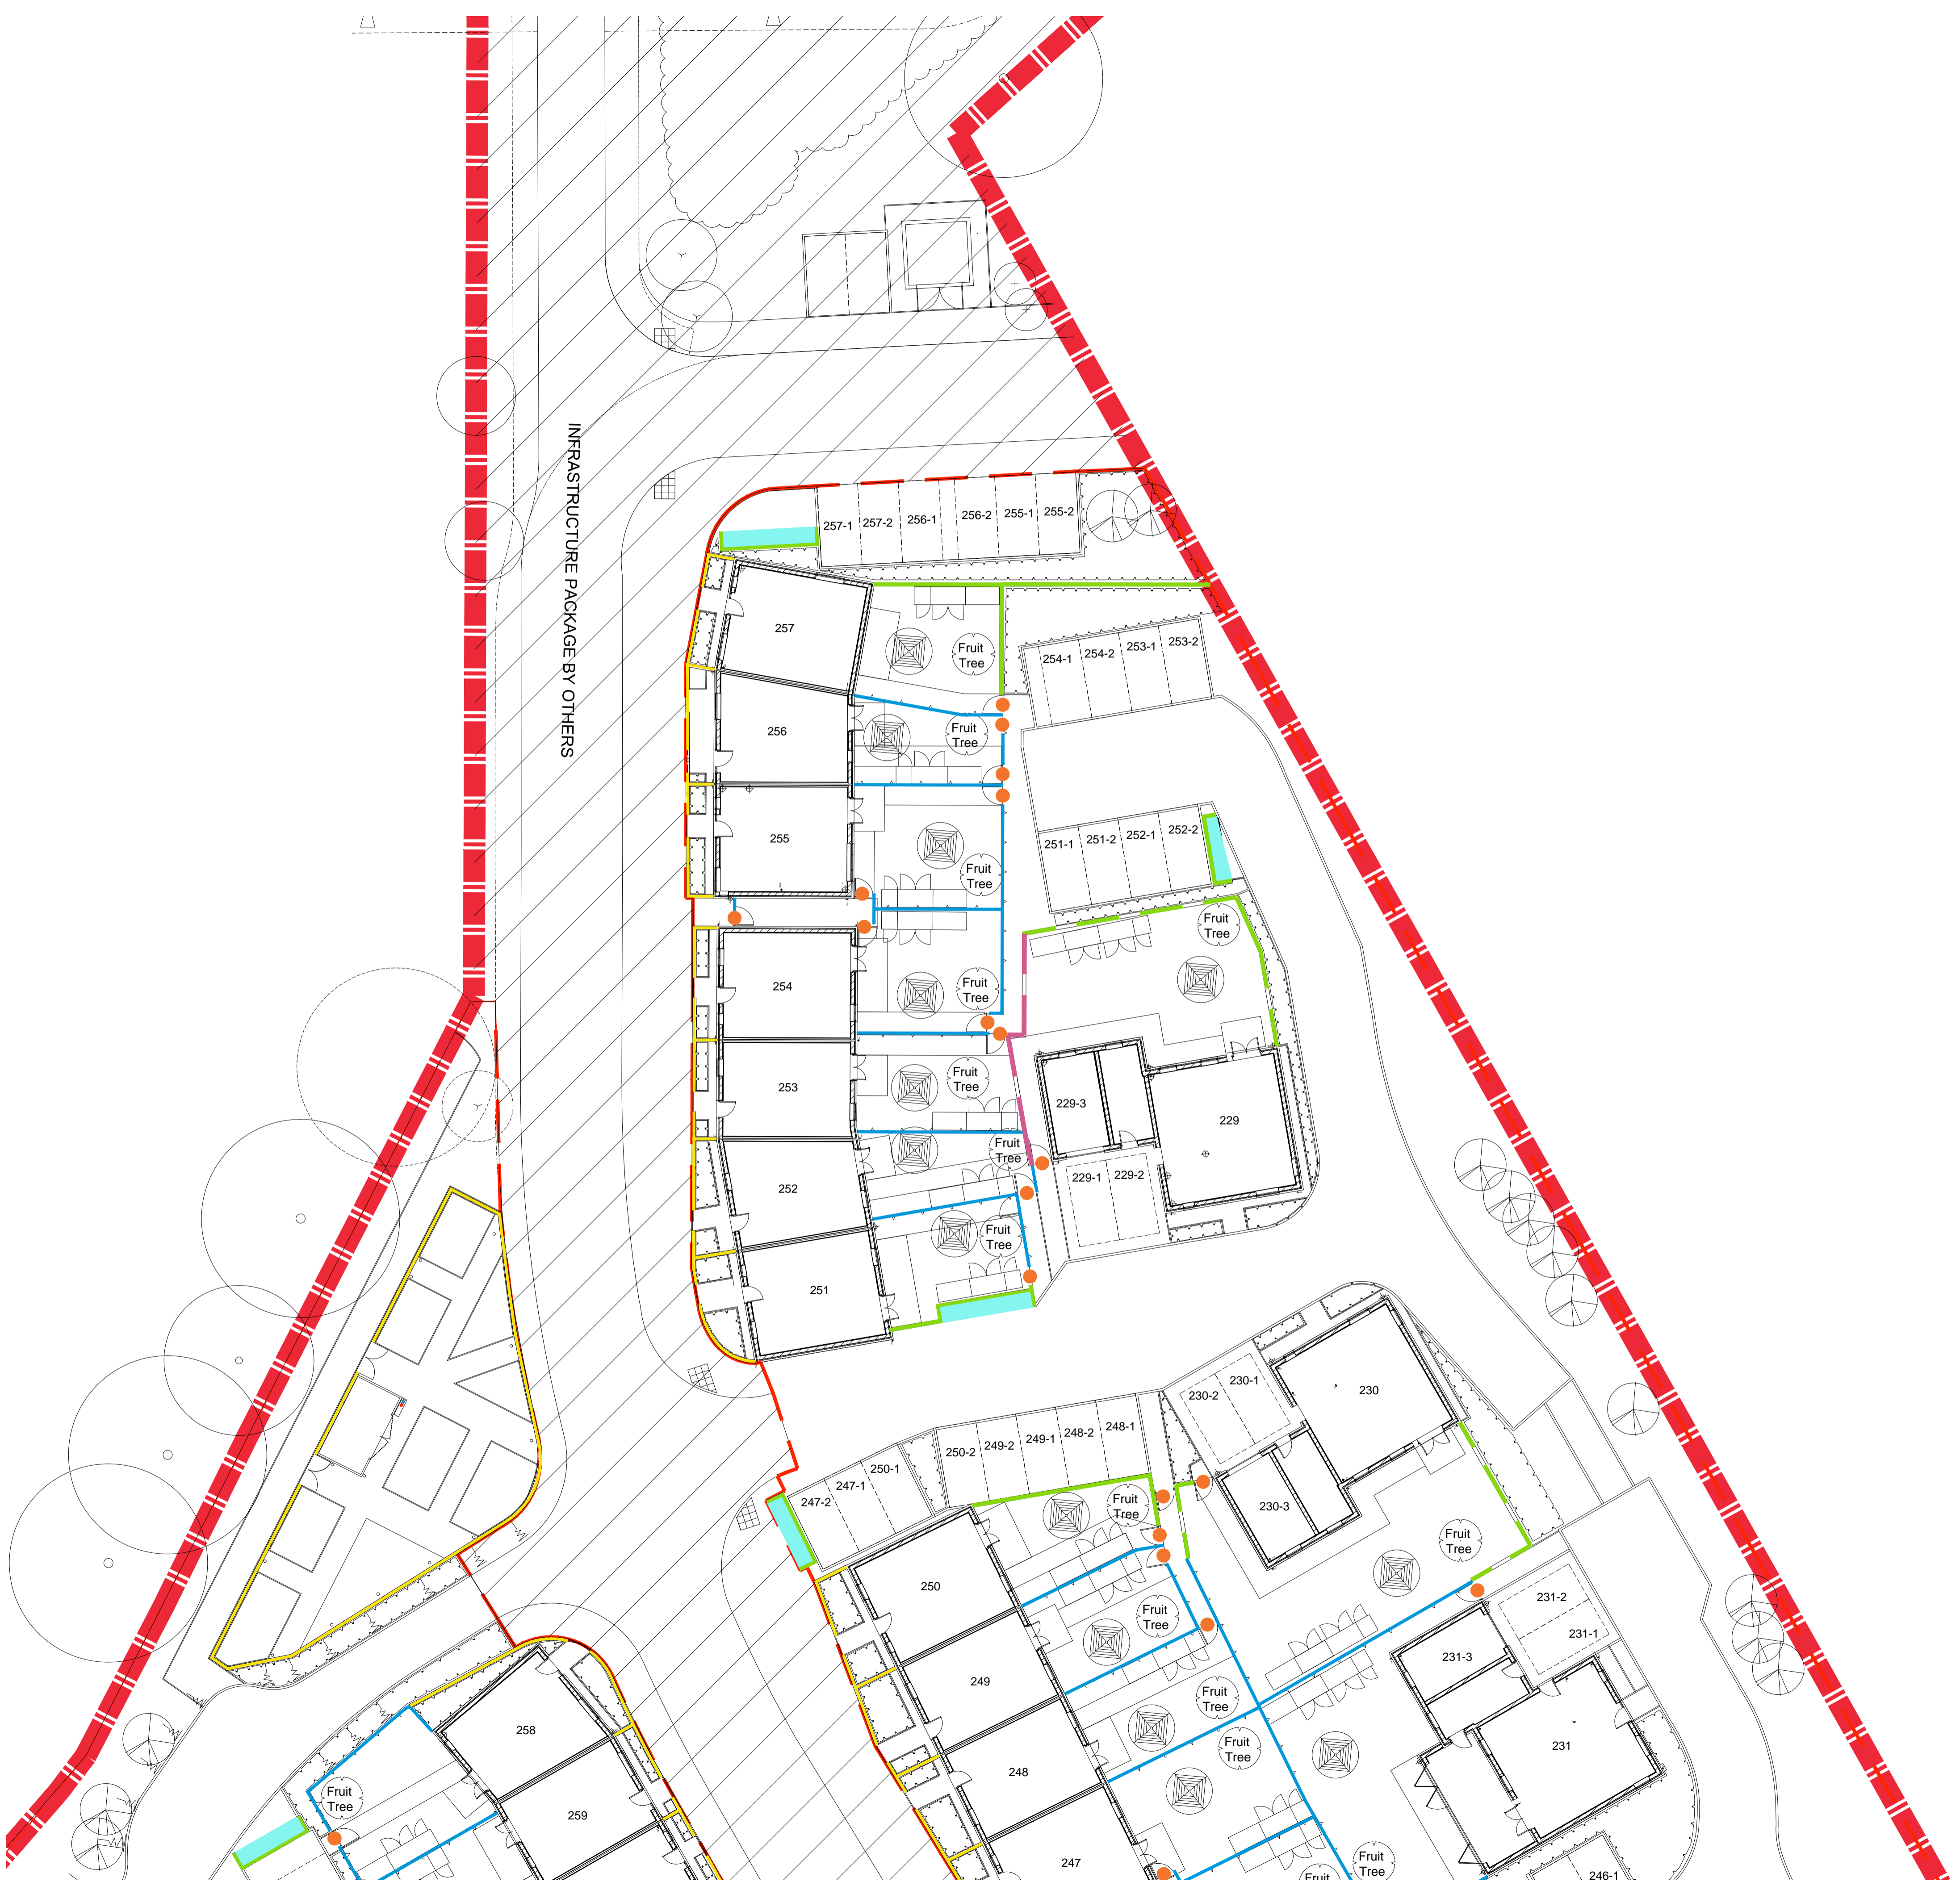 INFRASTRUCTURE PACKAGE BY OTHERS
257-1
257-2
256-1
256-2
255-1
255-2
257
Fruit
Tree
254-1
254-2
253-1
253-2
256
Fruit
Tree
255
Fruit
Tree
251-1
251-2
252-1
252-2
Fruit
Tree
254
Fruit
Tree
253
Fruit
Tree
229-3
229
Fruit
Tree
252
229-1
229-2
Fruit
Tree
251
230-2
230-1
230
250-2
249-2
249-1
248-2
248-1
247-2
247-1
250-1
Fruit
Tree
230-3
Fruit
Tree
250
Fruit
Tree
231-2
231-1
249
231-3
Fruit
Tree
258
Fruit
Tree
231
248
Fruit
Tree
259
247
Fruit
Tree
Fruit
246-1